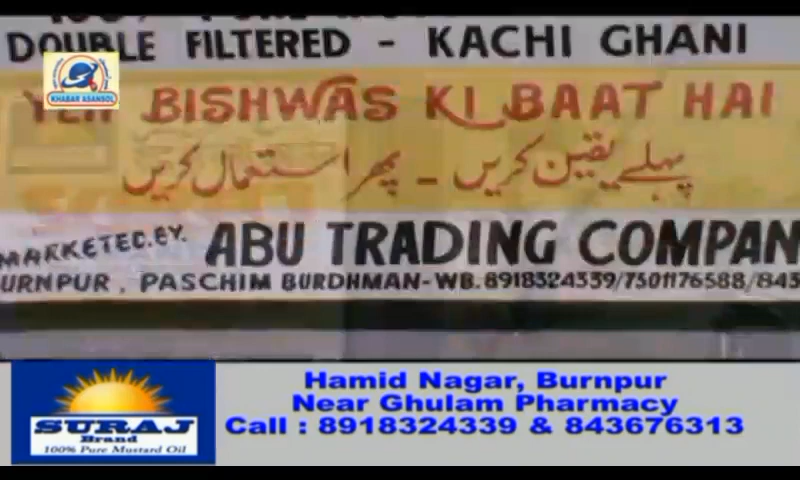 DOUBLE FILTERED - KACHI GHANI
KHABAR ASANSOL
YEH BISHWAS KI BAAT HAI
پہلے یقین کریں - پھر استعمال کریں
MARKETED.BY. ABU TRADING COMPAN
URNPUR, PASCHIM BURDHMAN-WB. 8918324339/7501176588/843
SURAJ
Brand
100% Pure Mustard Oil
Hamid Nagar, Burnpur
Near Ghulam Pharmacy
Call : 8918324339 & 843676313